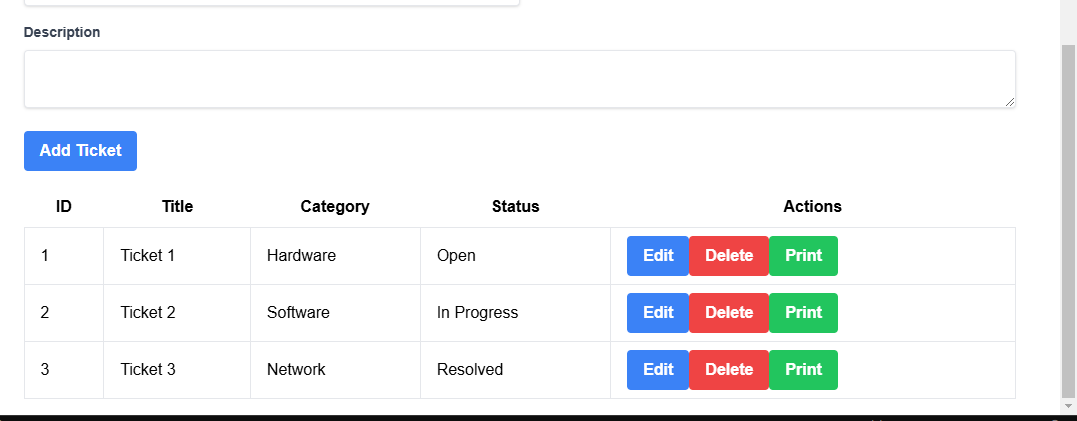 Description
Add Ticket
ID Title Category Status Actions
1 Ticket 1 Hardware Open Edit Delete Print
2 Ticket 2 Software In Progress Edit Delete Print
3 Ticket 3 Network Resolved Edit Delete Print